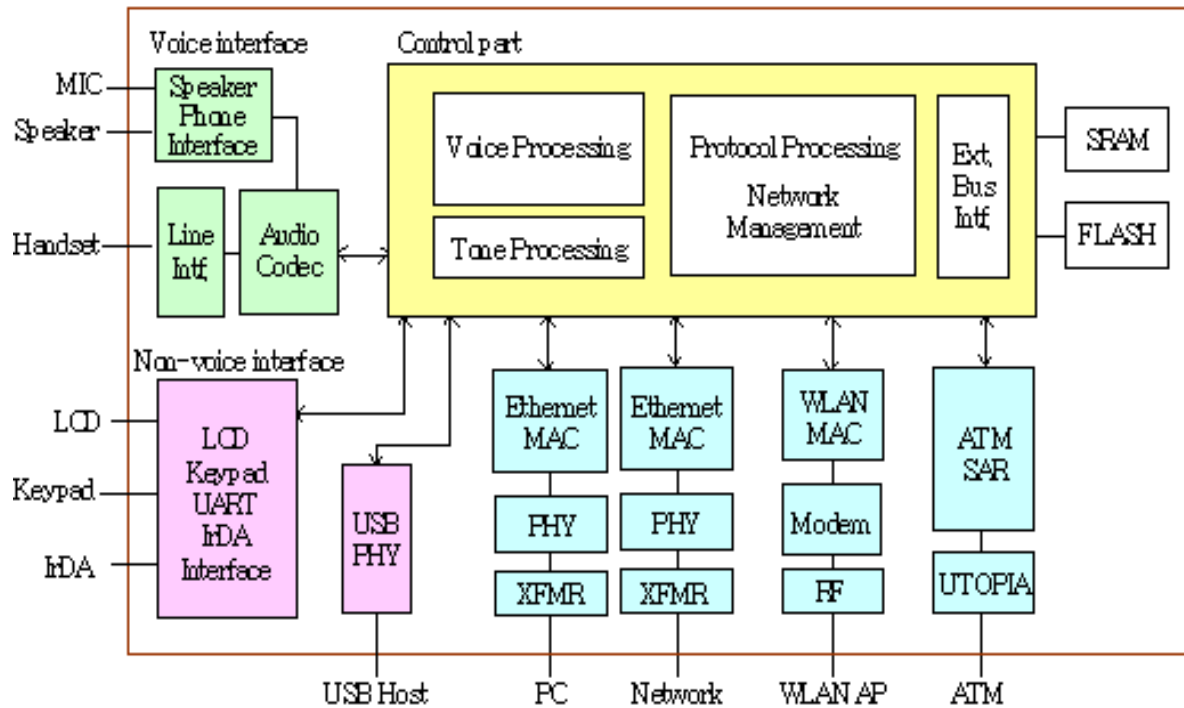 Voice interface
Control part
MIC
Speaker
Speaker
Phone
Interface
Handset
Line
Intf.
Audio
Codec
Voice Processing
Tone Processing
Protocol Processing
Network
Management
Ext.
Bus
Intf.
SRAM
FLASH
Non-voice interface
LCD
Keypad
IrDA
LCD
Keypad
UART
IrDA
Interface
USB
PHY
Ethernet
MAC
PHY
XFMR
Ethernet
MAC
PHY
XFMR
WLAN
MAC
Modem
RF
ATM
SAR
UTOPIA
USB Host
PC
Network
WLAN AP
ATM